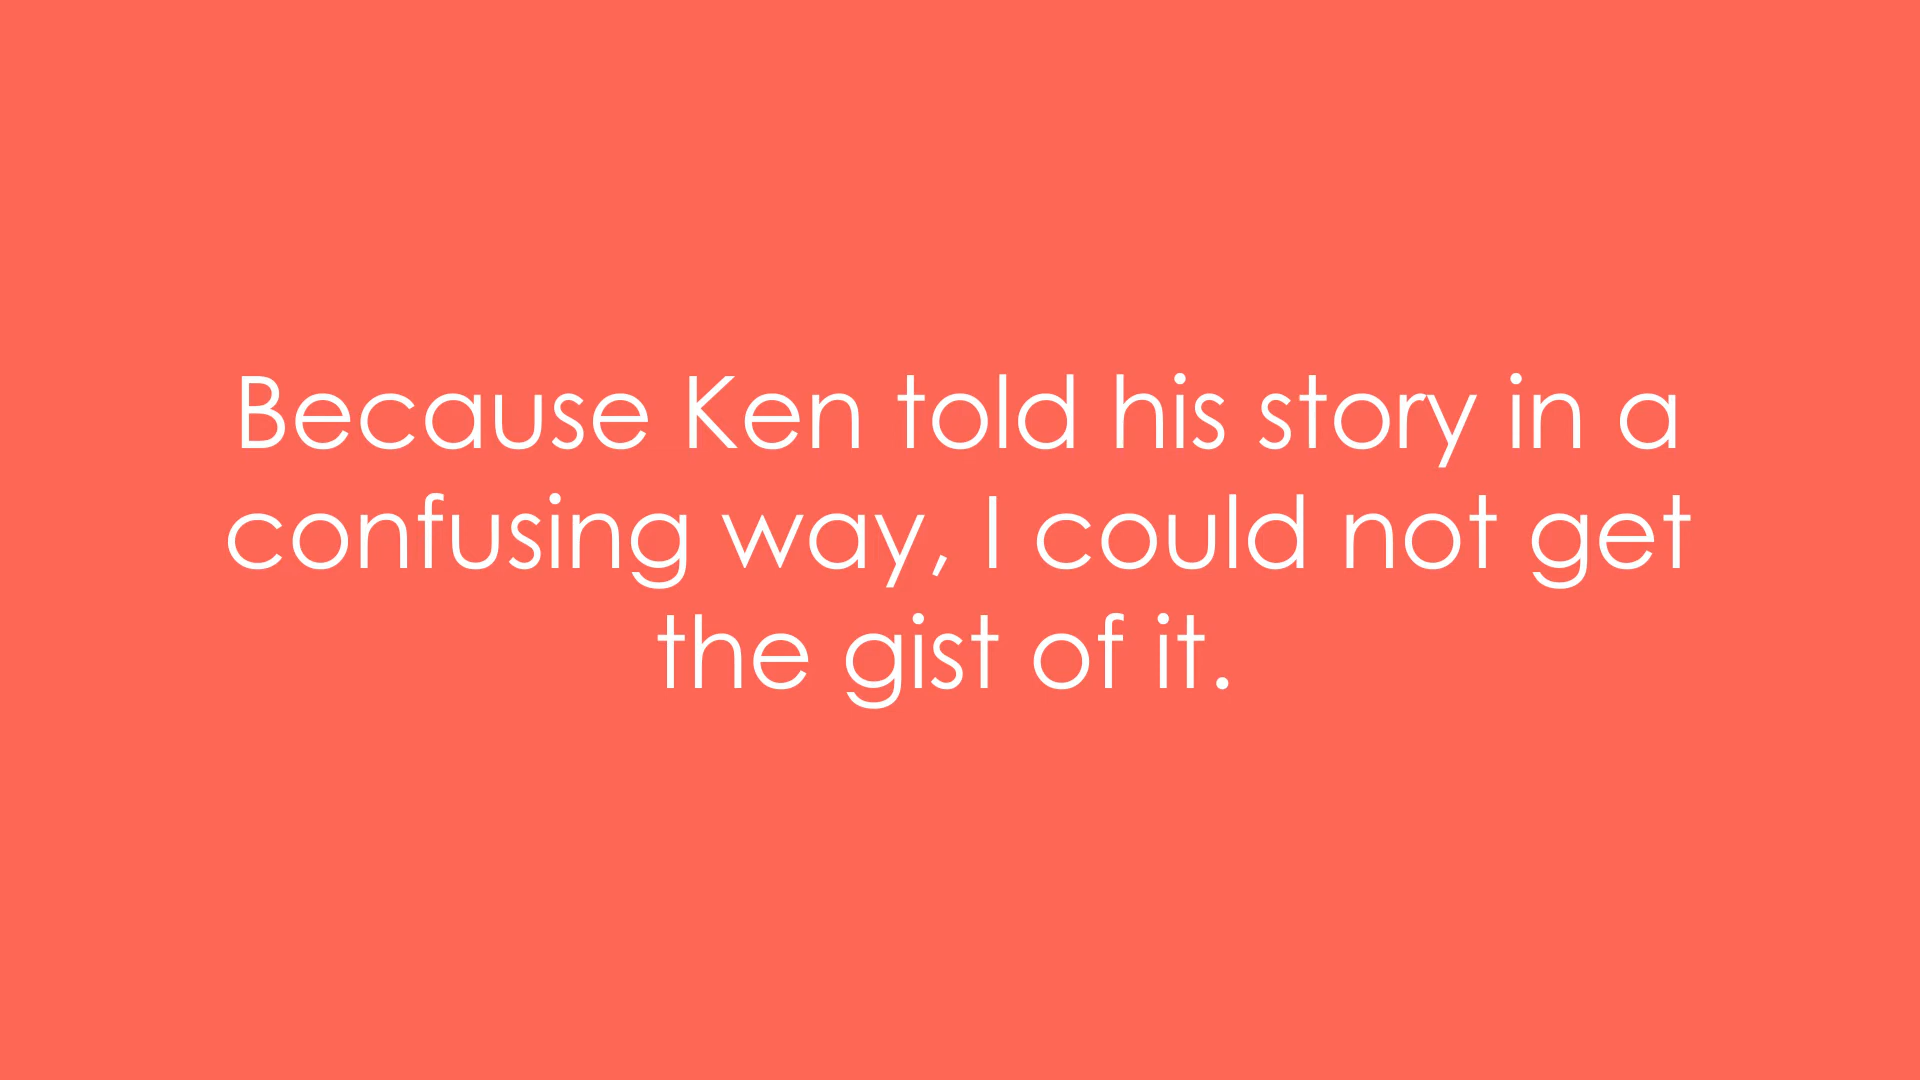 Because Ken told his story in a
confusing way, I could not get
the gist of it.